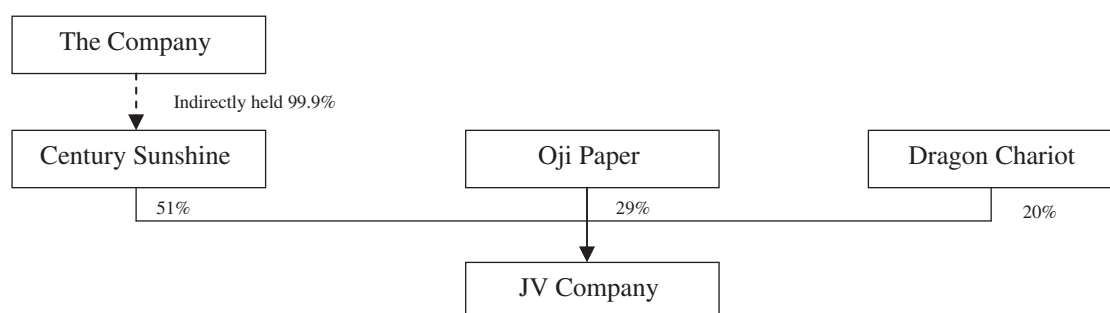 The Company
Indirectly held 99.9%
Century Sunshine
Oji Paper
Dragon Chariot
51%
29%
20%
JV Company